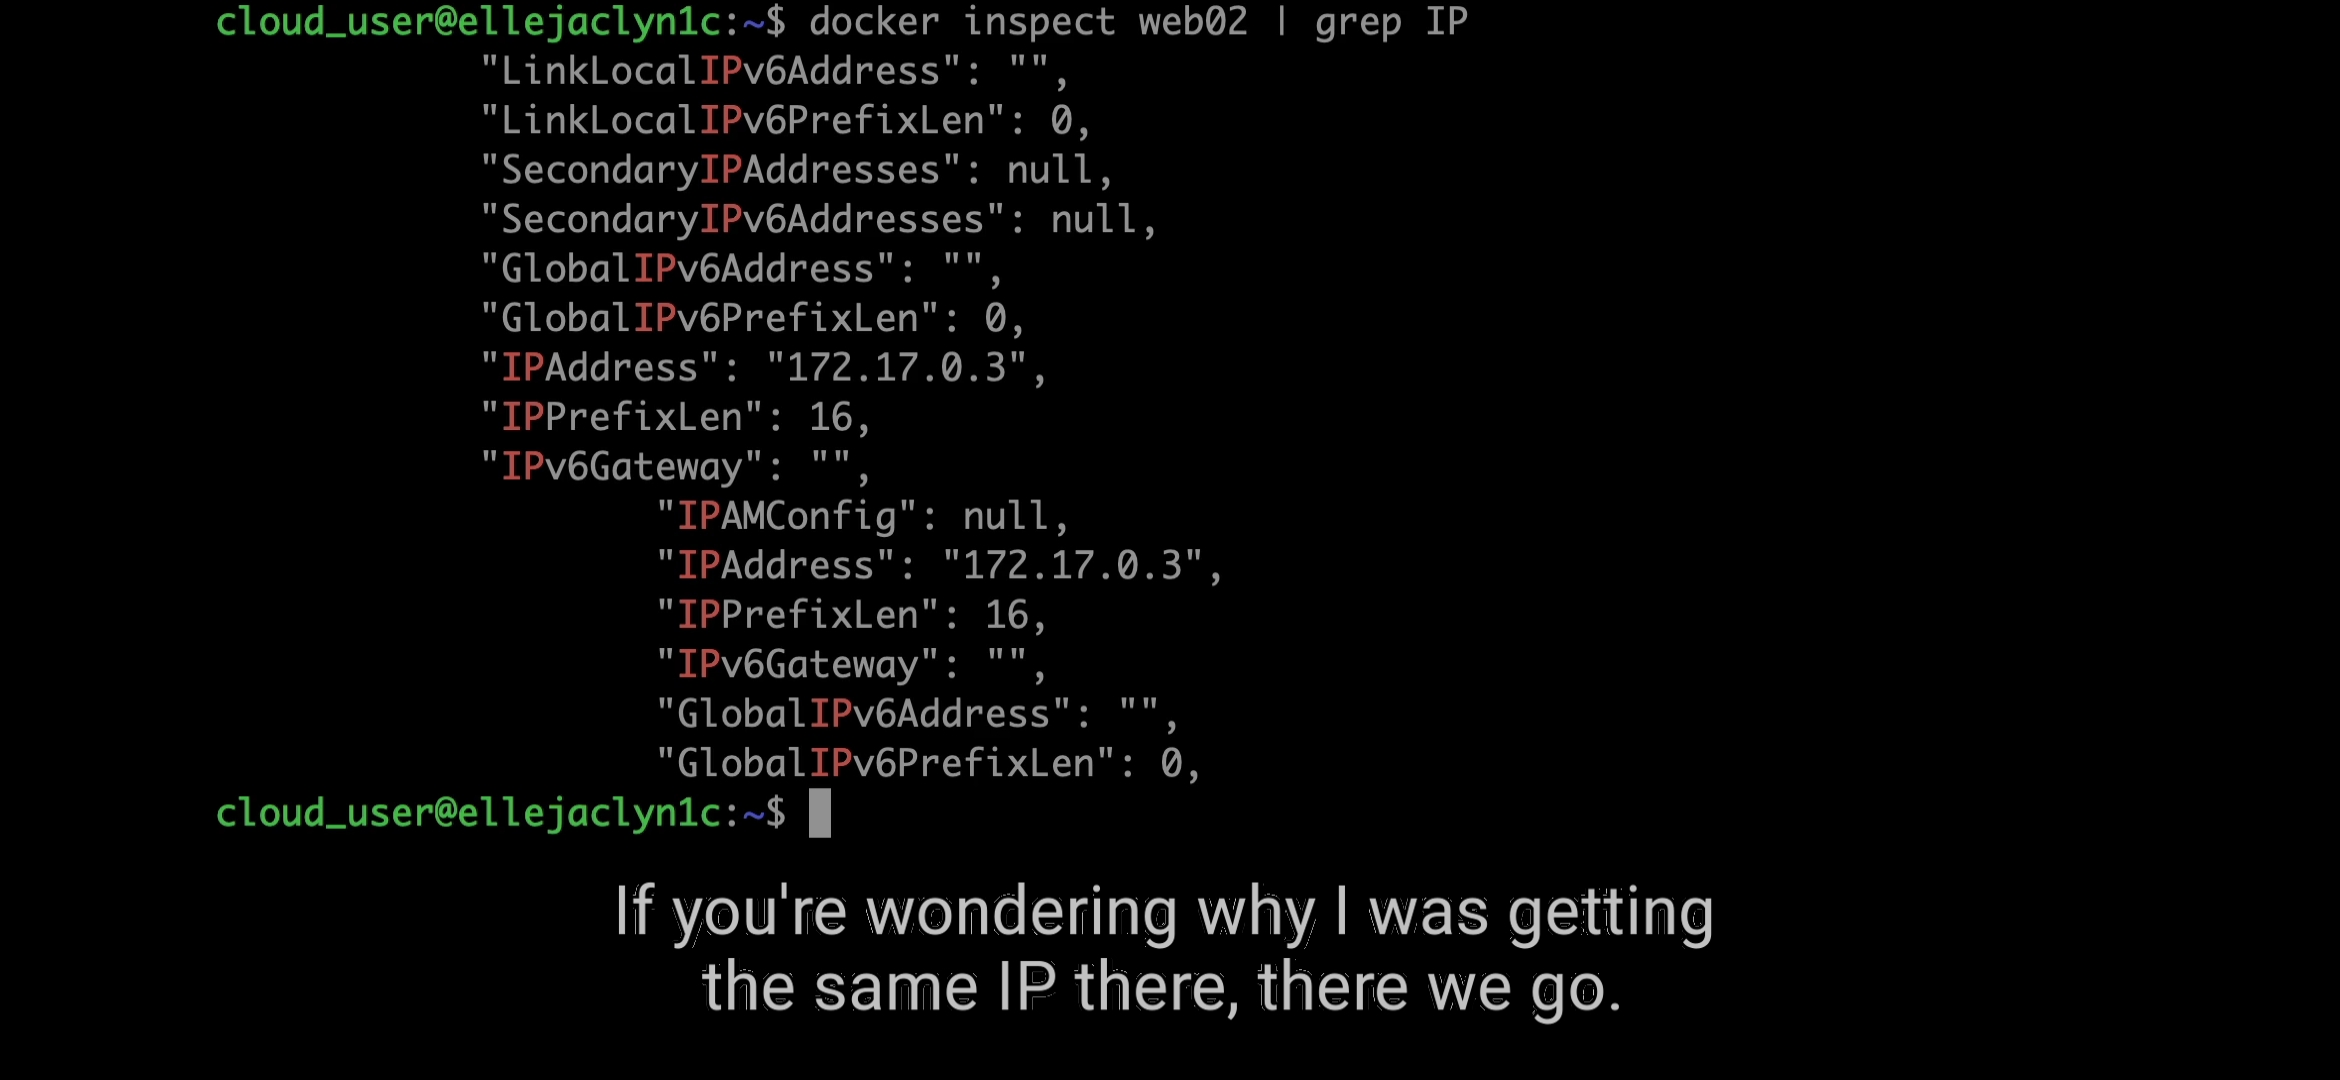 cloud_user@ellejaclyn1c:~$ docker inspect web02 | grep IP
"LinkLocalIPv6Address": "",
"LinkLocalIPv6PrefixLen": 0,
"SecondaryIPAddresses": null,
"SecondaryIPv6Addresses": null,
"GlobalIPv6Address": "",
"GlobalIPv6PrefixLen": 0,
"IPAddress": "172.17.0.3",
"IPPrefixLen": 16,
"IPv6Gateway": "",
"IPAMConfig": null,
"IPAddress": "172.17.0.3",
"IPPrefixLen": 16,
"IPv6Gateway": "",
"GlobalIPv6Address": "",
"GlobalIPv6PrefixLen": 0,
cloud_user@ellejaclyn1c:~$
If you're wondering why I was getting
the same IP there, there we go.